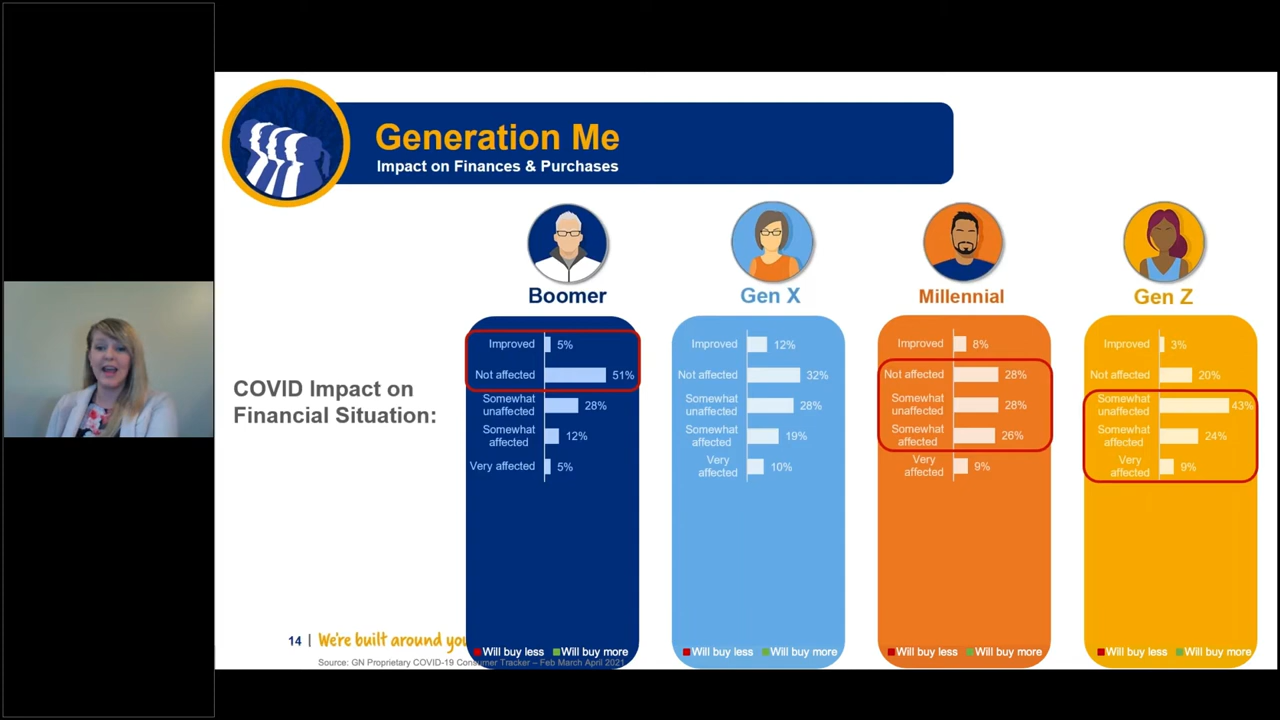 Generation Me
Impact on Finances & Purchases
Boomer
Gen X
Millennial
Gen Z
COVID Impact on
Financial Situation:
Improved 5%
Not affected 51%
Somewhat
unaffected 28%
Somewhat
affected 12%
Very affected 5%
Improved 12%
Not affected 32%
Somewhat
unaffected 28%
Somewhat
affected 19%
Very
affected 10%
Improved 8%
Not affected 28%
Somewhat
unaffected 28%
Somewhat
affected 26%
Very
affected 9%
Improved 3%
Not affected 20%
Somewhat
unaffected 43%
Somewhat
affected 24%
Very
affected 9%
14 | We're built around you
Will buy less Will buy more
Will buy less Will buy more
Will buy less Will buy more
Will buy less Will buy more
Source: GN Proprietary COVID-19 Consumer Tracker – Feb March April 2021